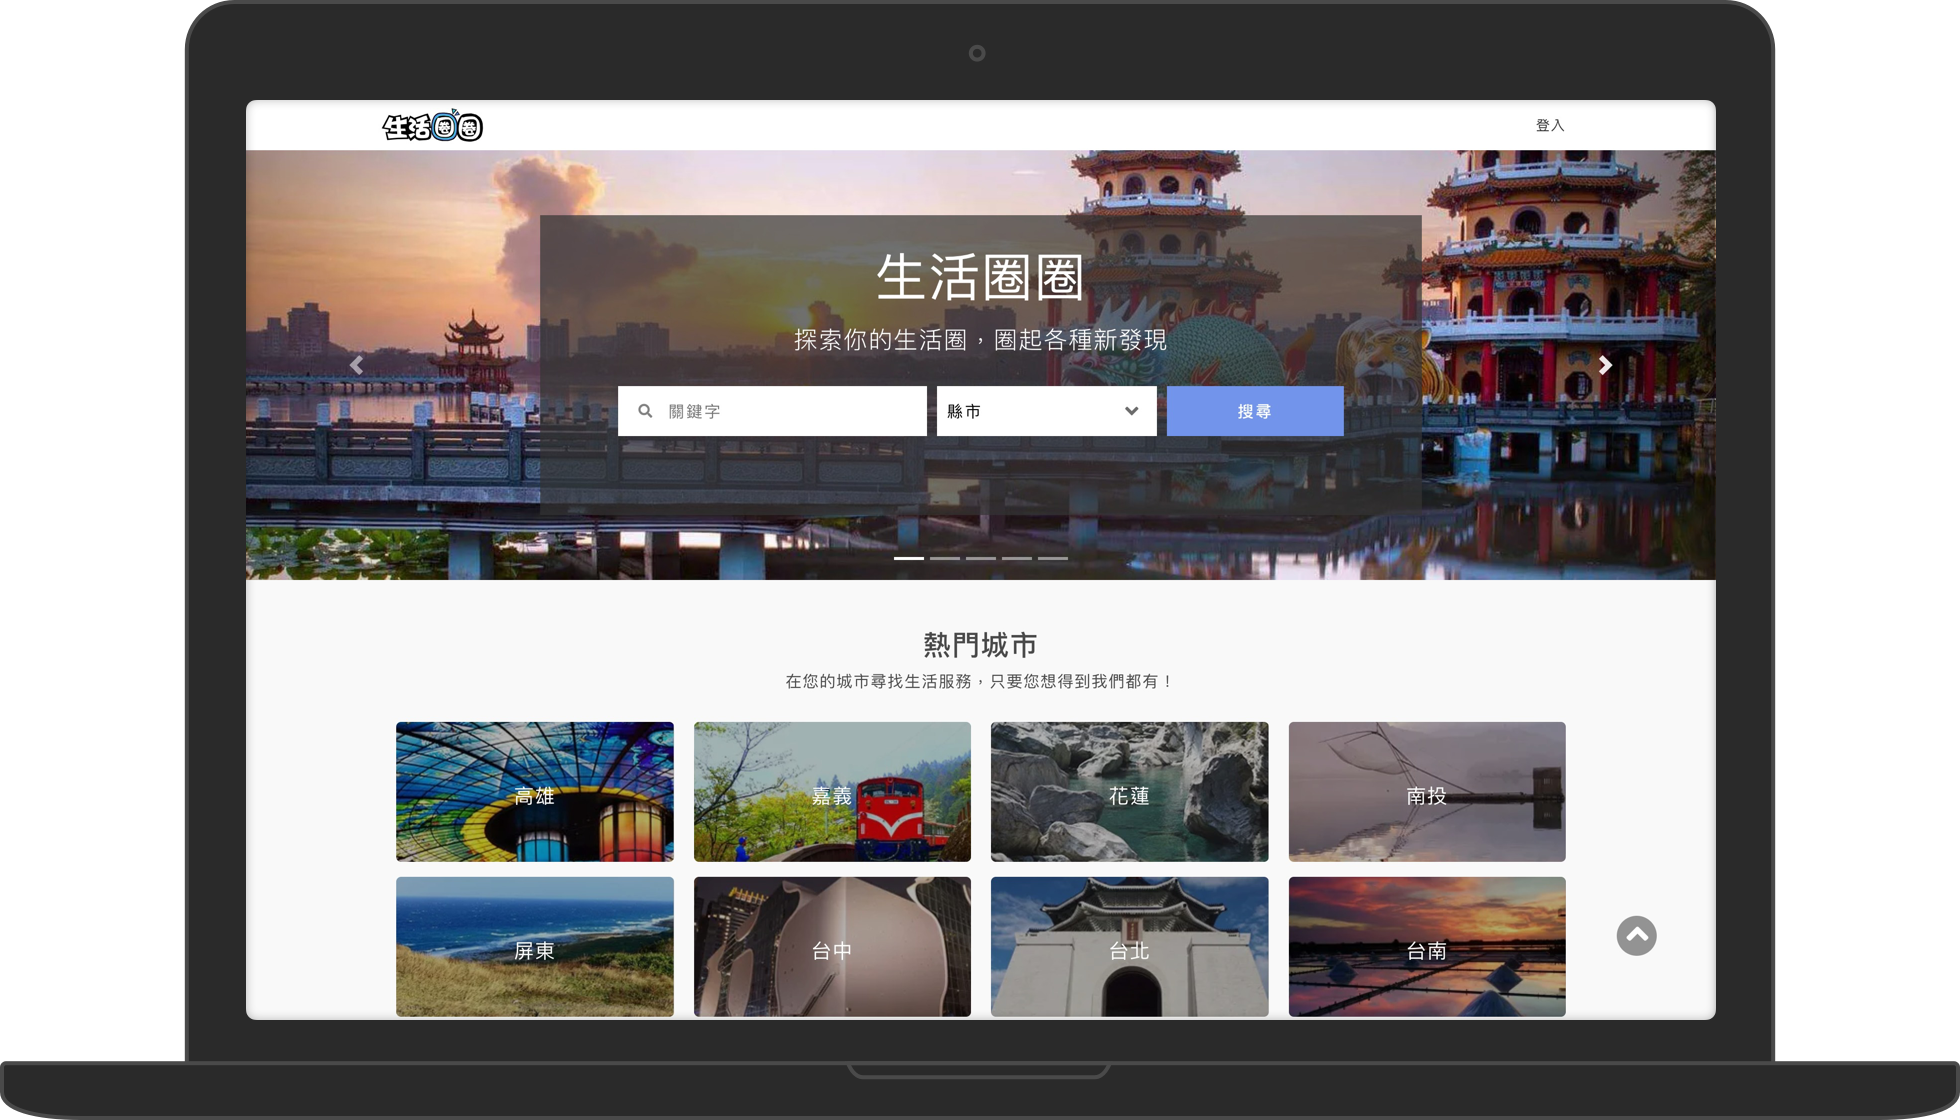 生活圈圈
登入
生活圈圈
探索你的生活圈，圈起各種新發現
關鍵字
縣市
搜尋
熱門城市
在您的城市尋找生活服務，只要您想得到我們都有！
高雄
嘉義
花蓮
南投
屏東
台中
台北
台南